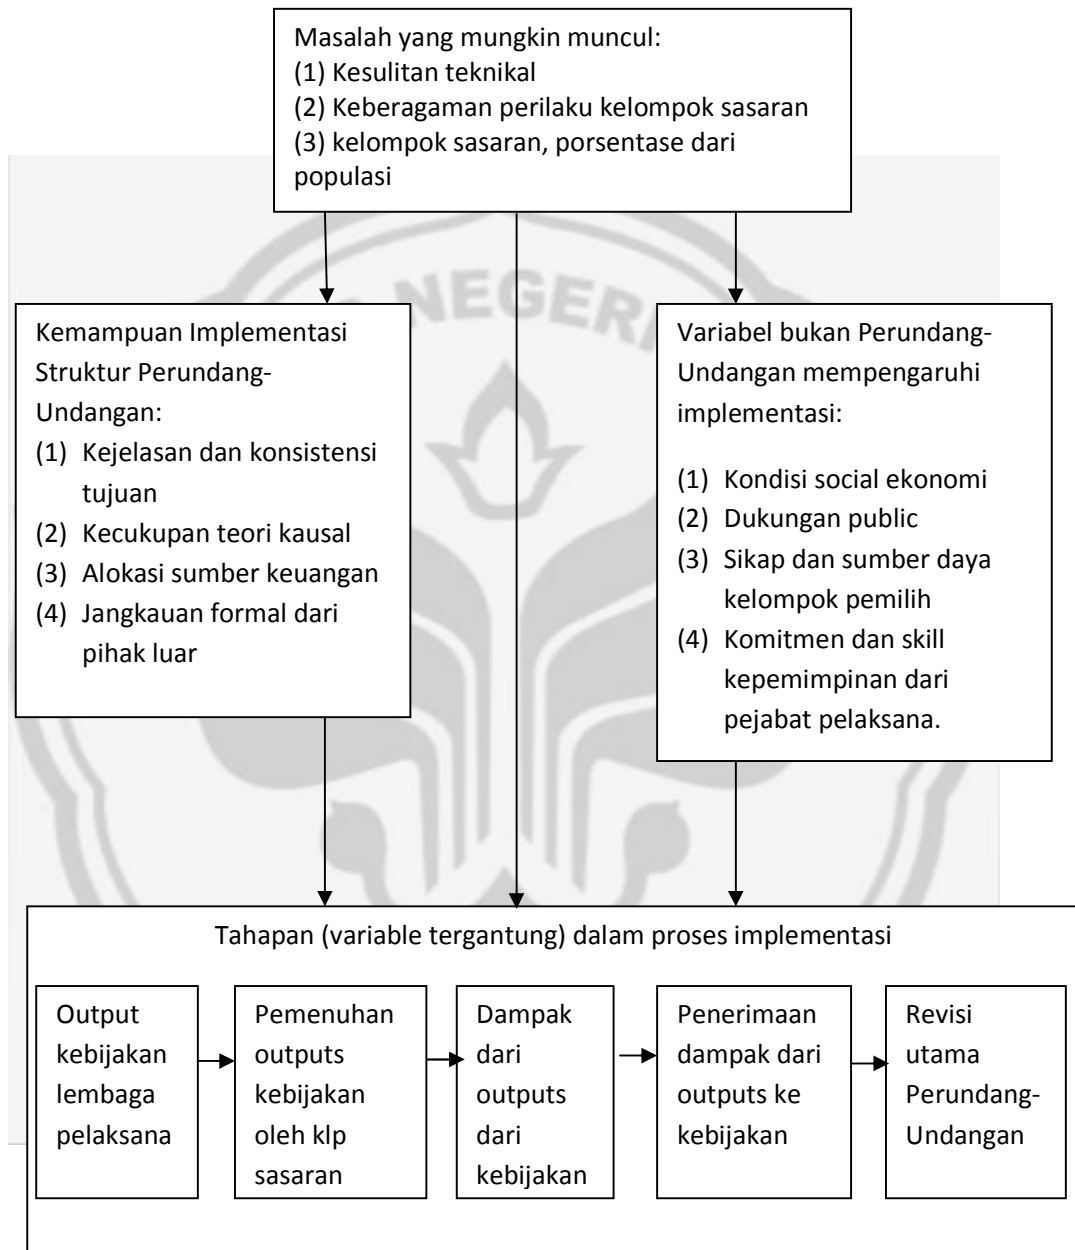 Masalah yang mungkin muncul:
(1) Kesulitan teknikal
(2) Keberagaman perilaku kelompok sasaran
(3) kelompok sasaran, porsentase dari
populasi
NEGERI
Kemampuan Implementasi
Struktur Perundang-
Undangan:
(1) Kejelasan dan konsistensi
tujuan
(2) Kecukupan teori kausal
(3) Alokasi sumber keuangan
(4) Jangkauan formal dari
pihak luar
Variabel bukan Perundang-
Undangan mempengaruhi
implementasi:
(1) Kondisi social ekonomi
(2) Dukungan public
(3) Sikap dan sumber daya
kelompok pemilih
(4) Komitmen dan skill
kepemimpinan dari
pejabat pelaksana.
Tahapan (variable tergantung) dalam proses implementasi
Output
kebijakan
lembaga
pelaksana
Pemenuhan
outputs
kebijakan
oleh klp
sasaran
Dampak
dari
outputs
dari
kebijakan
Penerimaan
dampak dari
outputs ke
kebijakan
Revisi
utama
Perundang-
Undangan